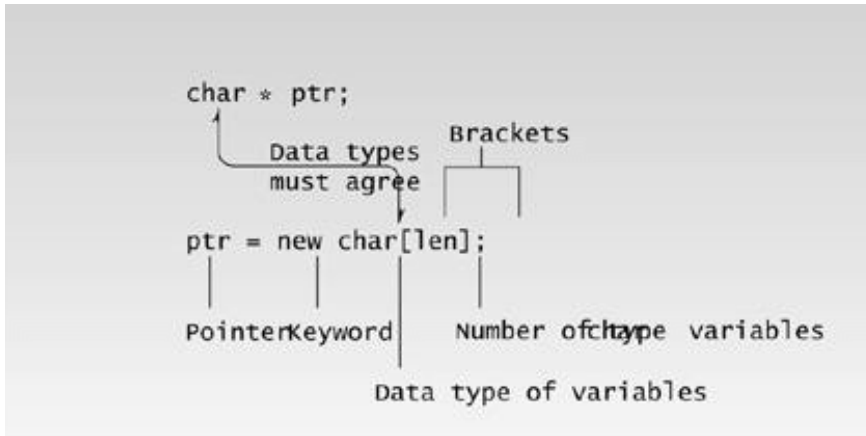 char * ptr;
Brackets
Data types
must agree
ptr = new char[len];
Pointer Keyword
Number of type variables
Data type of variables